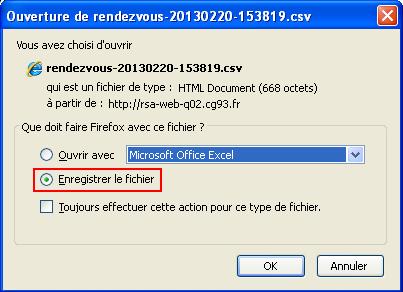 Ouverture de rendezvous-20130220-153819.csv
Vous avez choisi d'ouvrir
rendezvous-20130220-153819.csv
qui est un fichier de type : HTML Document (668 octets)
à partir de : http://rsa-web-q02.cg93.fr
Que doit faire Firefox avec ce fichier ?
Ouvrir avec Microsoft Office Excel
Enregistrer le fichier
Toujours effectuer cette action pour ce type de fichier.
OK Annuler